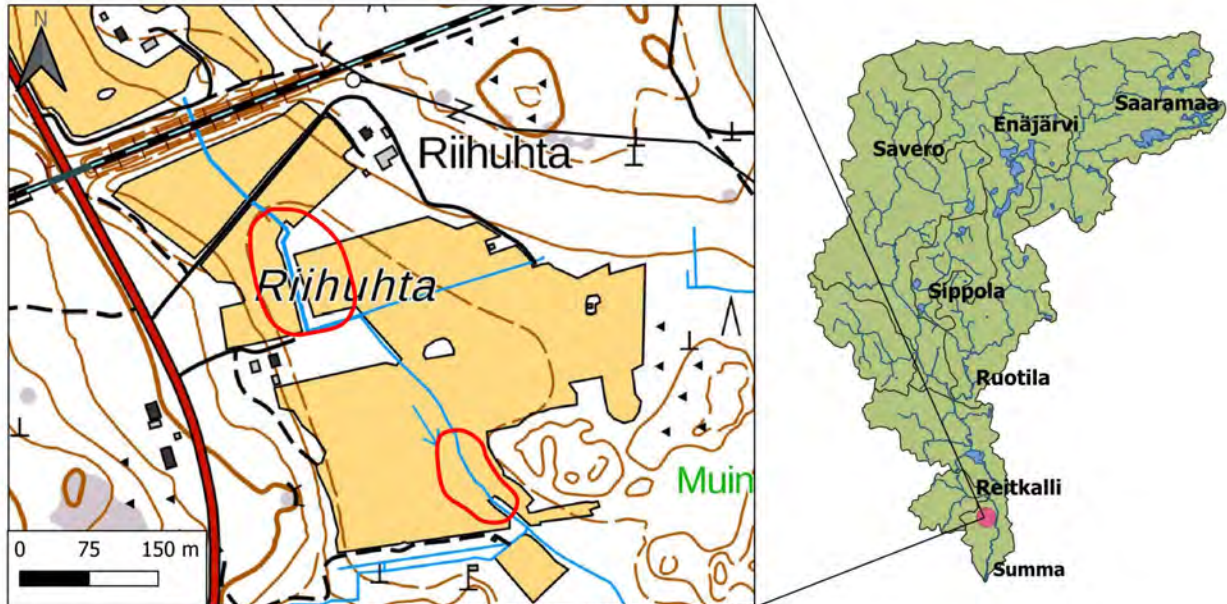 N
Riihuhta
Riihuhta
Muin
0 75 150 m
Saaramaa
Enäjärvi
Savero
Sippola
Ruotila
Reitkalli
Summa